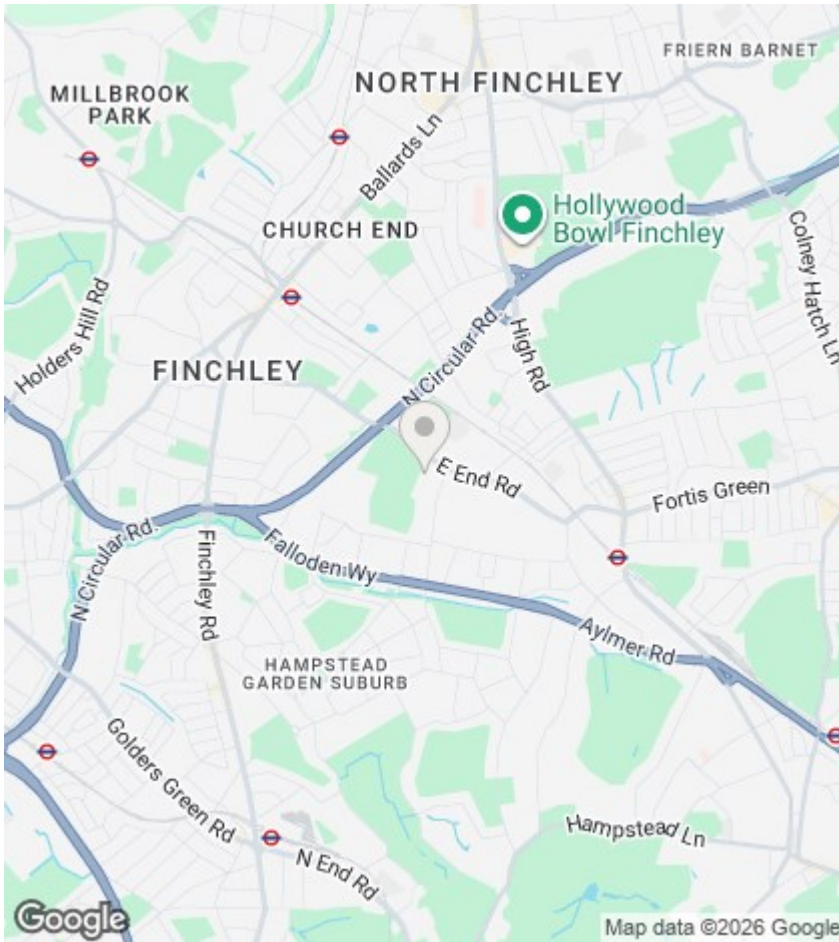 FRIERN BARNET
NORTH FINCHLEY
MILLBROOK
PARK
Ballards Ln
Hollywood
Bowl Finchley
CHURCH END
Colney Hatch Ln
Holders Hill Rd
N Circular Rd.
High Rd
FINCHLEY
E End Rd
Fortis Green
N Circular Rd.
Finchley Rd
Falloden Wy
Aylmer Rd
HAMPSTEAD
GARDEN SUBURB
Golders Green Rd
Hampstead Ln
N End Rd
Google
Map data ©2026 Google